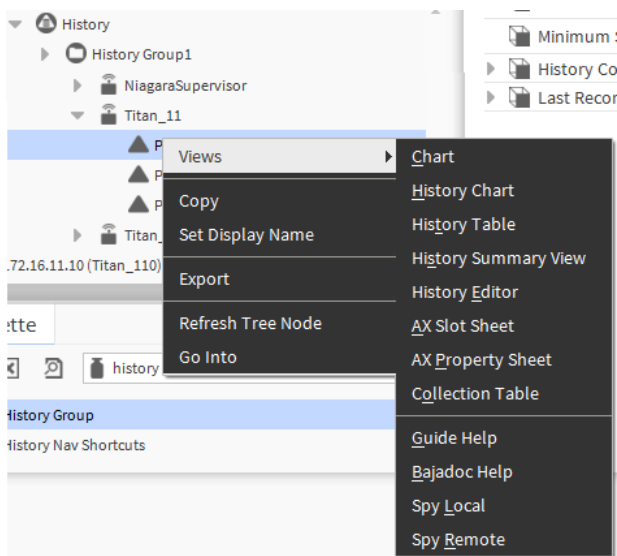 History
History Group1
NiagaraSupervisor
Titan_11
P
P
P
Titan_
.72.16.11.10 (Titan_110)
Minimum
History Co
Last Recor
Views
Copy
Set Display Name
Export
Refresh Tree Node
Go Into
Chart
History Chart
History Table
History Summary View
History Editor
AX Slot Sheet
AX Property Sheet
Collection Table
Guide Help
Bajadoc Help
Spy Local
Spy Remote
ette
history
History Group
History Nav Shortcuts